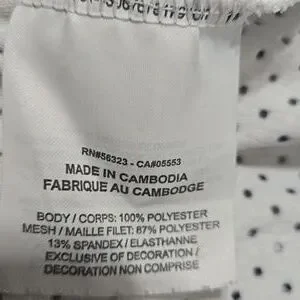 RN#56323 - CA#05553
MADE IN CAMBODIA
FABRIQUE AU CAMBODGE
BODY / CORPS: 100% POLYESTER
MESH / MAILLE FILET: 87% POLYESTER
13% SPANDEX / ELASTHANNE
EXCLUSIVE OF DECORATION /
DECORATION NON COMPRISE